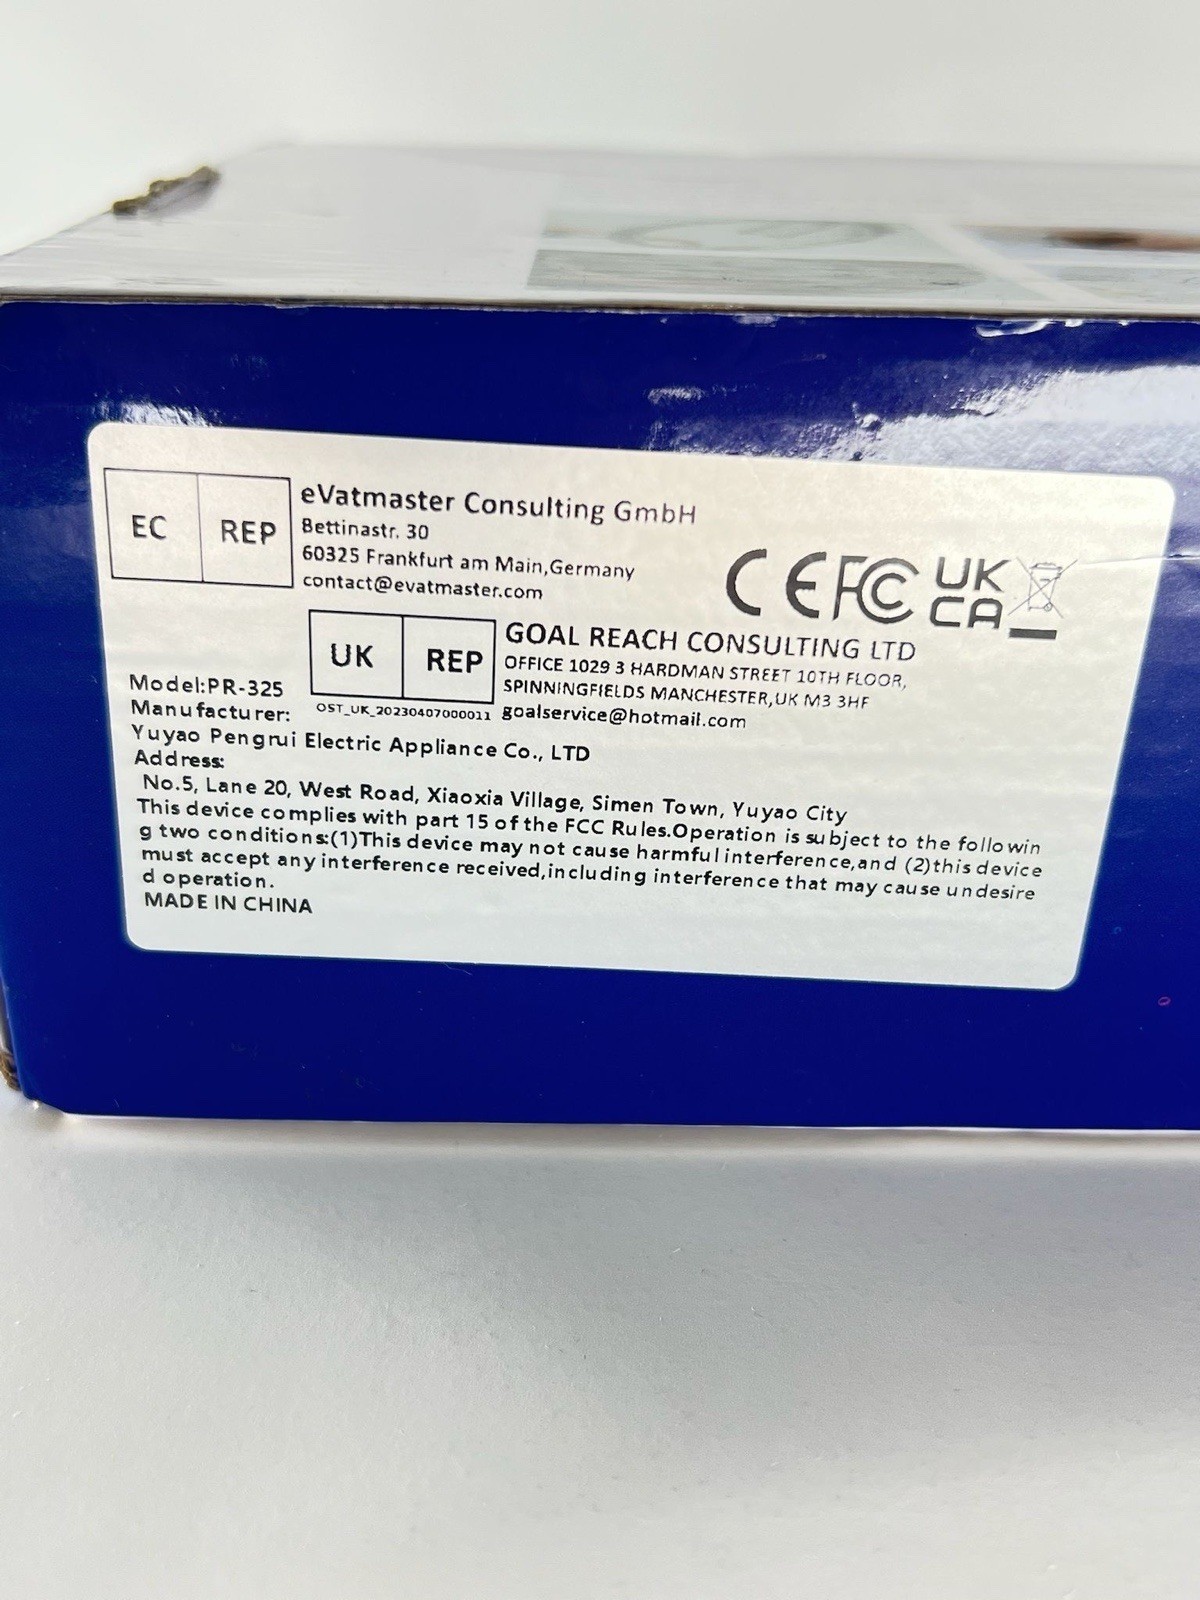 EC REP
eVatmaster Consulting GmbH
Bettinastr. 30
60325 Frankfurt am Main,Germany
contact@evatmaster.com
CE FC UK
CA
UK REP
OST_UK_20230407000011
GOAL REACH CONSULTING LTD
OFFICE 1029 3 HARDMAN STREET 10TH FLOOR,
SPINNINGFIELDS MANCHESTER,UK M3 3HF
goalservice@hotmail.com
Model:PR-325
Manufacturer:
Yuyao Pengrui Electric Appliance Co., LTD
Address:
No.5, Lane 20, West Road, Xiaoxia Village, Simen Town, Yuyao City
This device complies with part 15 of the FCC Rules.Operation is subject to the followin
g two conditions:(1)This device may not cause harmful interference,and (2)this device
must accept any interference received,including interference that may cause undesire
d operation.
MADE IN CHINA